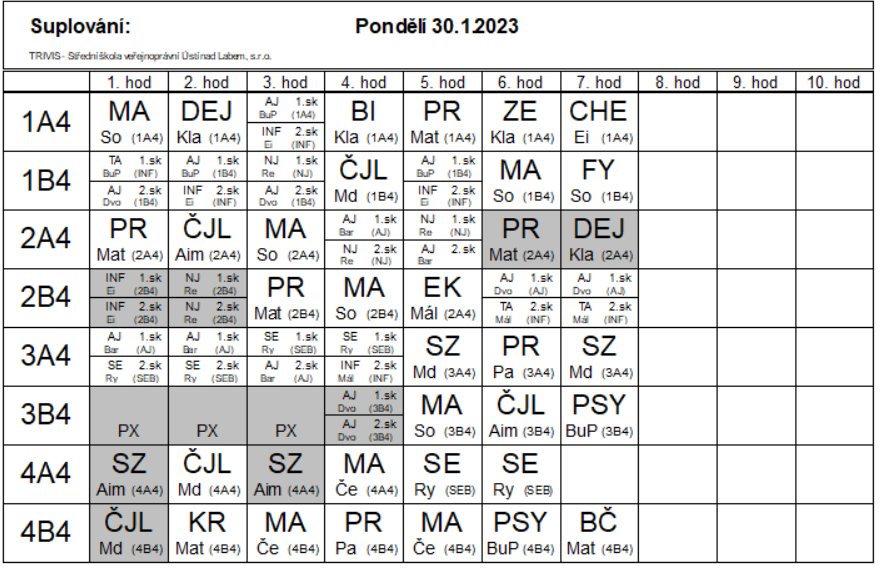 Suplování: Pondělí 30.1.2023
TRIVIS - Střední škola veřejnoprávní Ústí nad Labem, s.r.o.
1. hod 2. hod 3. hod 4. hod 5. hod 6. hod 7. hod 8. hod 9. hod 10. hod
1A4
MA
So (1A4)
DEJ
Kla (1A4)
AJ 1.sk
BuP (1A4)
INF 2.sk
Ei (INF)
BI
Kla (1A4)
PR
Mat (1A4)
ZE
Kla (1A4)
CHE
Ei (1A4)
1B4
TA 1.sk
BuP (INF)
AJ 2.sk
Dvo (1B4)
AJ 1.sk
BuP (1B4)
INF 2.sk
Ei (INF)
NJ 1.sk
Re (NJ)
AJ 2.sk
Dvo (1B4)
ČJL
Md (1B4)
AJ 1.sk
BuP (1B4)
INF 2.sk
Ei (INF)
MA
So (1B4)
FY
So (1B4)
2A4
PR
Mat (2A4)
ČJL
Aim (2A4)
MA
So (2A4)
AJ 1.sk
Bar (AJ)
NJ 2.sk
Re (NJ)
NJ 1.sk
Re (NJ)
AJ 2.sk
Bar
PR
Mat (2A4)
DEJ
Kla (2A4)
2B4
INF 1.sk
Ei (2B4)
INF 2.sk
Ei (2B4)
NJ 1.sk
Re (2B4)
NJ 2.sk
Re (2B4)
PR
Mat (2B4)
MA
So (2B4)
EK
Mál (2A4)
AJ 1.sk
Dvo (AJ)
TA 2.sk
Mál (INF)
AJ 1.sk
Dvo (AJ)
TA 2.sk
Mál (INF)
3A4
AJ 1.sk
Bar (AJ)
SE 2.sk
Ry (SEB)
AJ 1.sk
Bar (AJ)
SE 2.sk
Ry (SEB)
SE 1.sk
Ry (SEB)
AJ 2.sk
Bar (AJ)
SE 1.sk
Ry (SEB)
INF 2.sk
Mál (INF)
SZ
Md (3A4)
PR
Pa (3A4)
SZ
Md (3A4)
3B4
PX
PX
PX
AJ 1.sk
Dvo (3B4)
AJ 2.sk
Dvo (3B4)
MA
So (3B4)
ČJL
Aim (3B4)
PSY
BuP (3B4)
4A4
SZ
Aim (4A4)
ČJL
Md (4A4)
SZ
Aim (4A4)
MA
Če (4A4)
SE
Ry (SEB)
SE
Ry (SEB)
4B4
ČJL
Md (4B4)
KR
Mat (4B4)
MA
Če (4B4)
PR
Pa (4B4)
MA
Če (4B4)
PSY
BuP (4B4)
BČ
Mat (4B4)